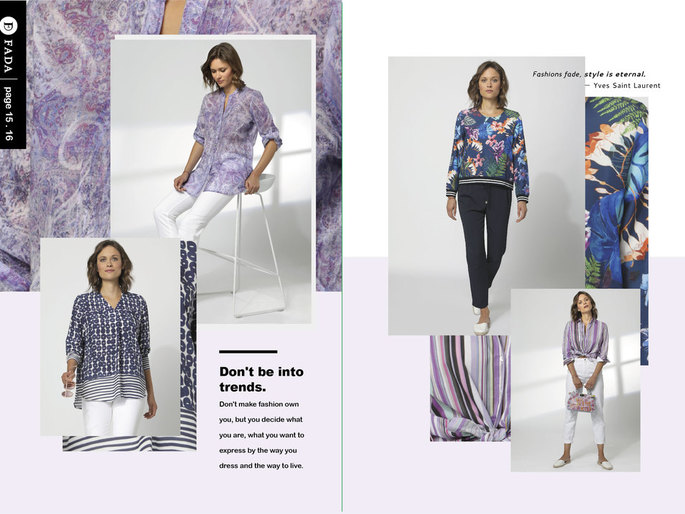 FADA
page 15 . 16
Don't be into
trends.
Don't make fashion own
you, but you decide what
you are, what you want to
express by the way you
dress and the way to live.
Fashions fade, style is eternal.
— Yves Saint Laurent